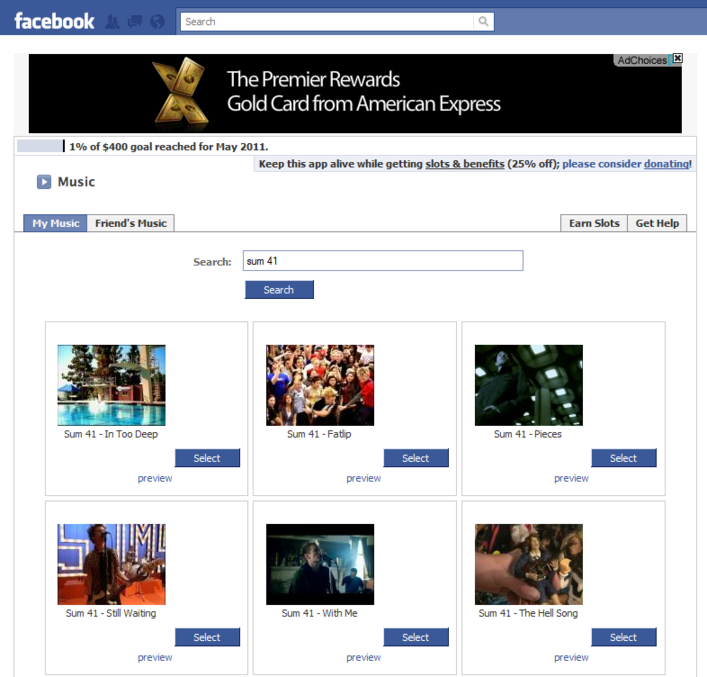 facebook
Search
AdChoices
The Premier Rewards
Gold Card from American Express
1% of $400 goal reached for May 2011.
Keep this app alive while getting slots & benefits (25% off); please consider donating!
Music
My Music Friend's Music Earn Slots Get Help
Search: sum 41
Search
Sum 41 - In Too Deep Sum 41 - Fatlip Sum 41 - Pieces
Select Select Select
preview preview preview
Sum 41 - Still Waiting Sum 41 - With Me Sum 41 - The Hell Song
Select Select Select
preview preview preview